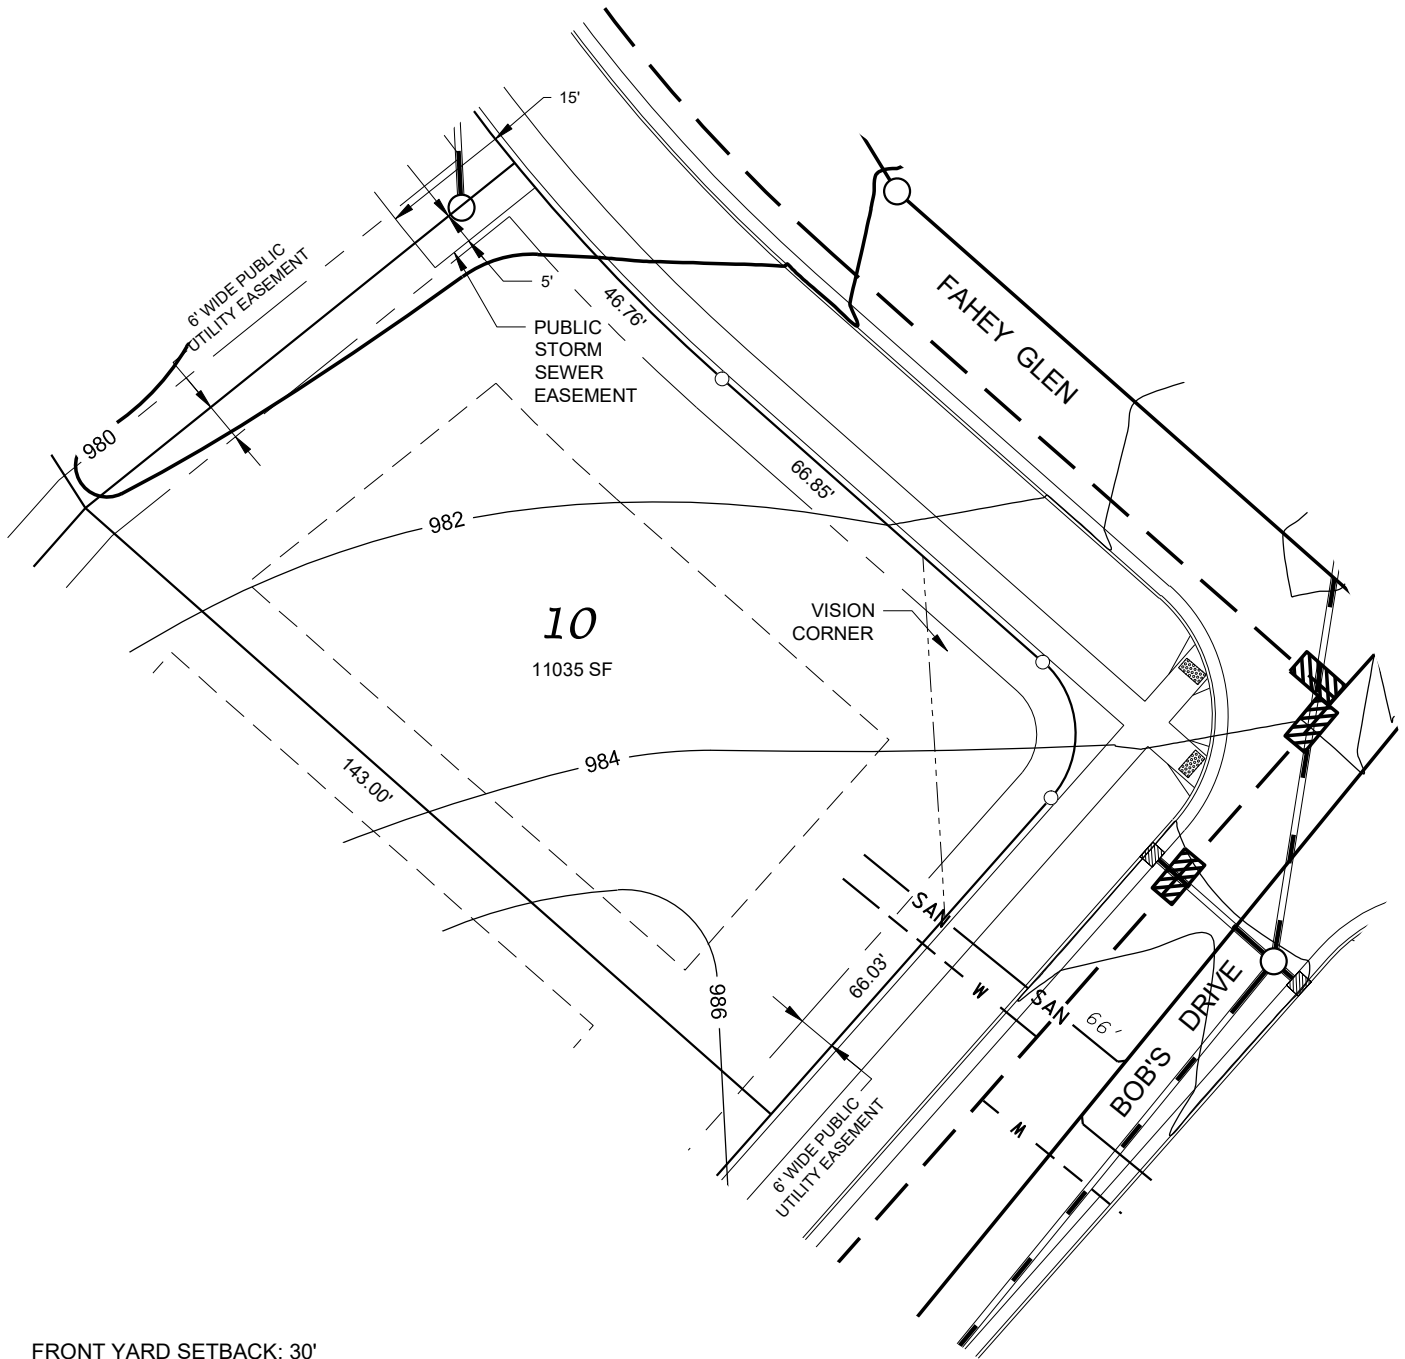 15'
6' WIDE PUBLIC
UTILITY EASEMENT
5'
PUBLIC
STORM
SEWER
EASEMENT
46.76'
FAHEY GLEN
980
66.85'
982
10
11035 SF
VISION
CORNER
984
143.00'
SAN
66.03'
W
SAN
66'
986
BOB'S DRIVE
W
6' WIDE PUBLIC
UTILITY EASEMENT
FRONT YARD SETBACK: 30'